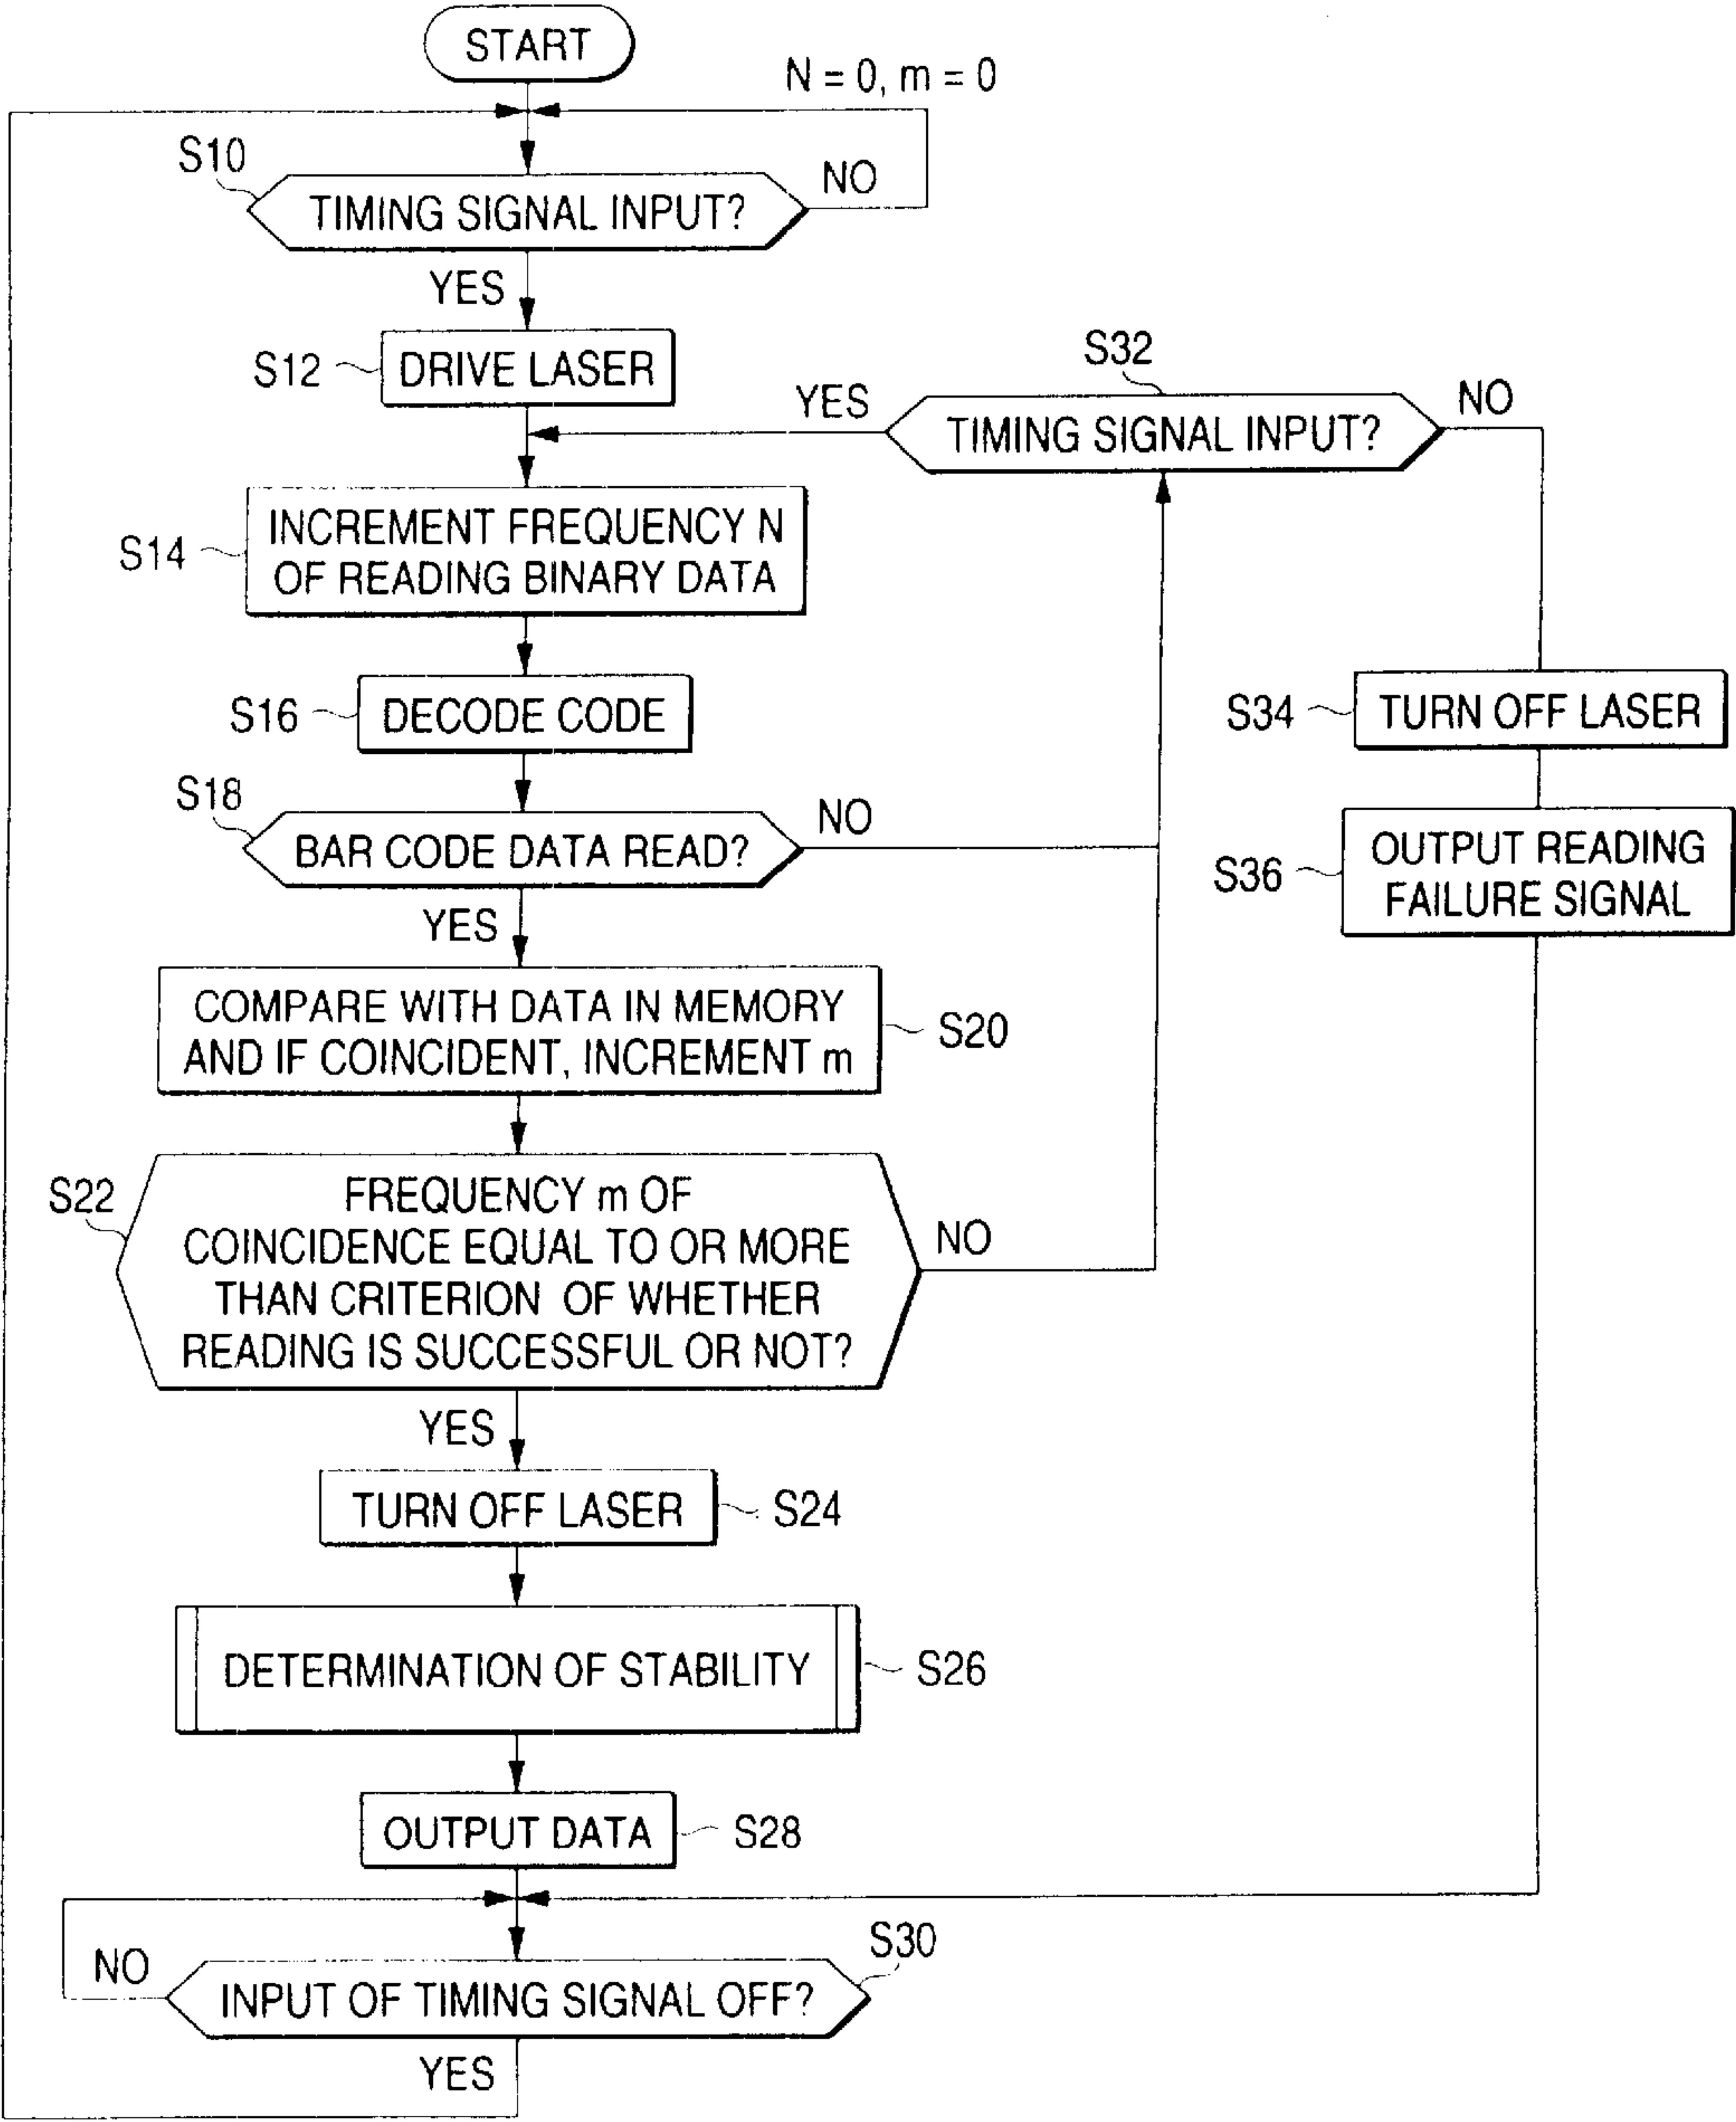 START
N = 0, m = 0
S10
TIMING SIGNAL INPUT?
NO
YES
S12
DRIVE LASER
S32
YES
TIMING SIGNAL INPUT?
NO
S14
INCREMENT FREQUENCY N
OF READING BINARY DATA
S16
DECODE CODE
S34
TURN OFF LASER
S18
BAR CODE DATA READ?
NO
S36
OUTPUT READING
FAILURE SIGNAL
YES
COMPARE WITH DATA IN MEMORY
AND IF COINCIDENT, INCREMENT m
S20
S22
FREQUENCY m OF
COINCIDENCE EQUAL TO OR MORE
THAN CRITERION OF WHETHER
READING IS SUCCESSFUL OR NOT?
NO
YES
TURN OFF LASER
S24
DETERMINATION OF STABILITY
S26
OUTPUT DATA
S28
S30
NO
INPUT OF TIMING SIGNAL OFF?
YES